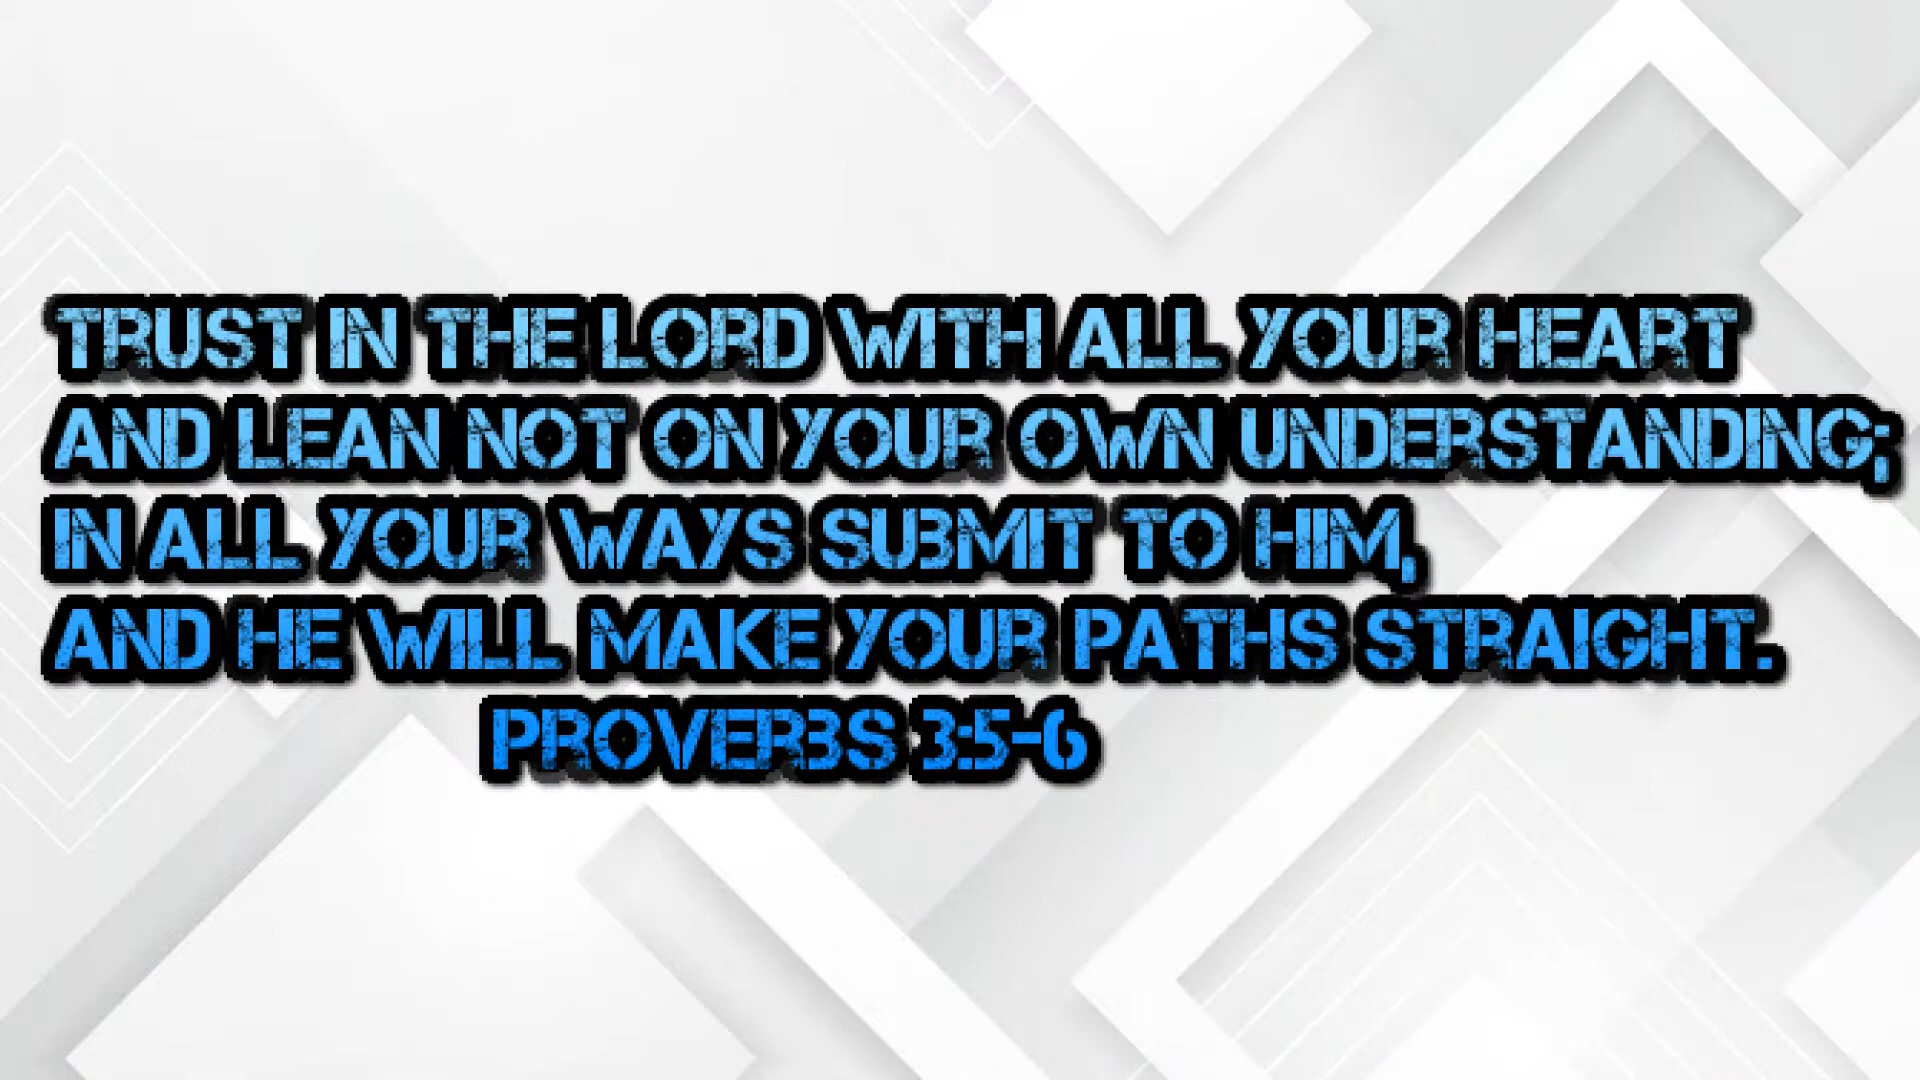 TRUST IN THE LORD WITH ALL YOUR HEART
AND LEAN NOT ON YOUR OWN UNDERSTANDING;
IN ALL YOUR WAYS SUBMIT TO HIM,
AND HE WILL MAKE YOUR PATHS STRAIGHT.
PROVERBS 3:5-6